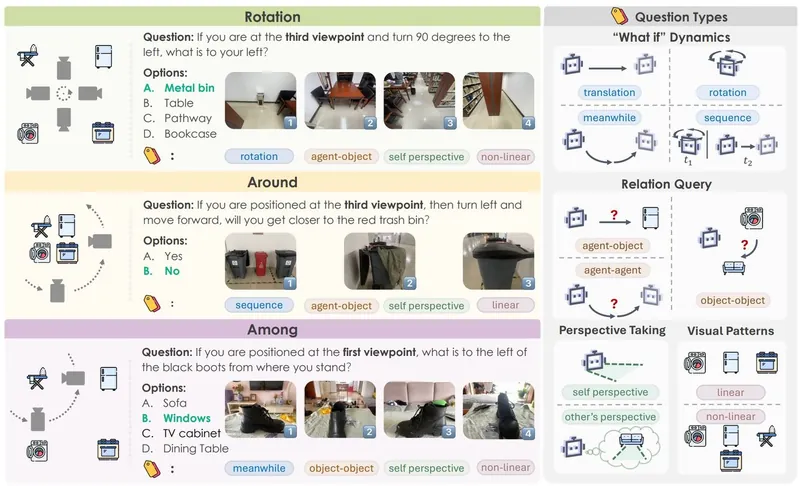 Rotation
Question: If you are at the third viewpoint and turn 90 degrees to the
left, what is to your left?
Options:
A. Metal bin
B. Table
C. Pathway
D. Bookcase
1
2
3
4
:
rotation
agent-object
self perspective
non-linear
Around
Question: If you are positioned at the third viewpoint, then turn left and
move forward, will you get closer to the red trash bin?
Options:
A. Yes
B. No
1
2
3
:
sequence
agent-object
self perspective
linear
Among
Question: If you are positioned at the first viewpoint, what is to the left of
the black boots from where you stand?
Options:
A. Sofa
B. Windows
C. TV cabinet
D. Dining Table
1
2
3
4
:
meanwhile
object-object
self perspective
non-linear
Question Types
“What if” Dynamics
translation
rotation
meanwhile
sequence
t1
t2
Relation Query
?
agent-object
agent-agent
?
?
object-object
Perspective Taking
self perspective
other's perspective
Visual Patterns
linear
non-linear